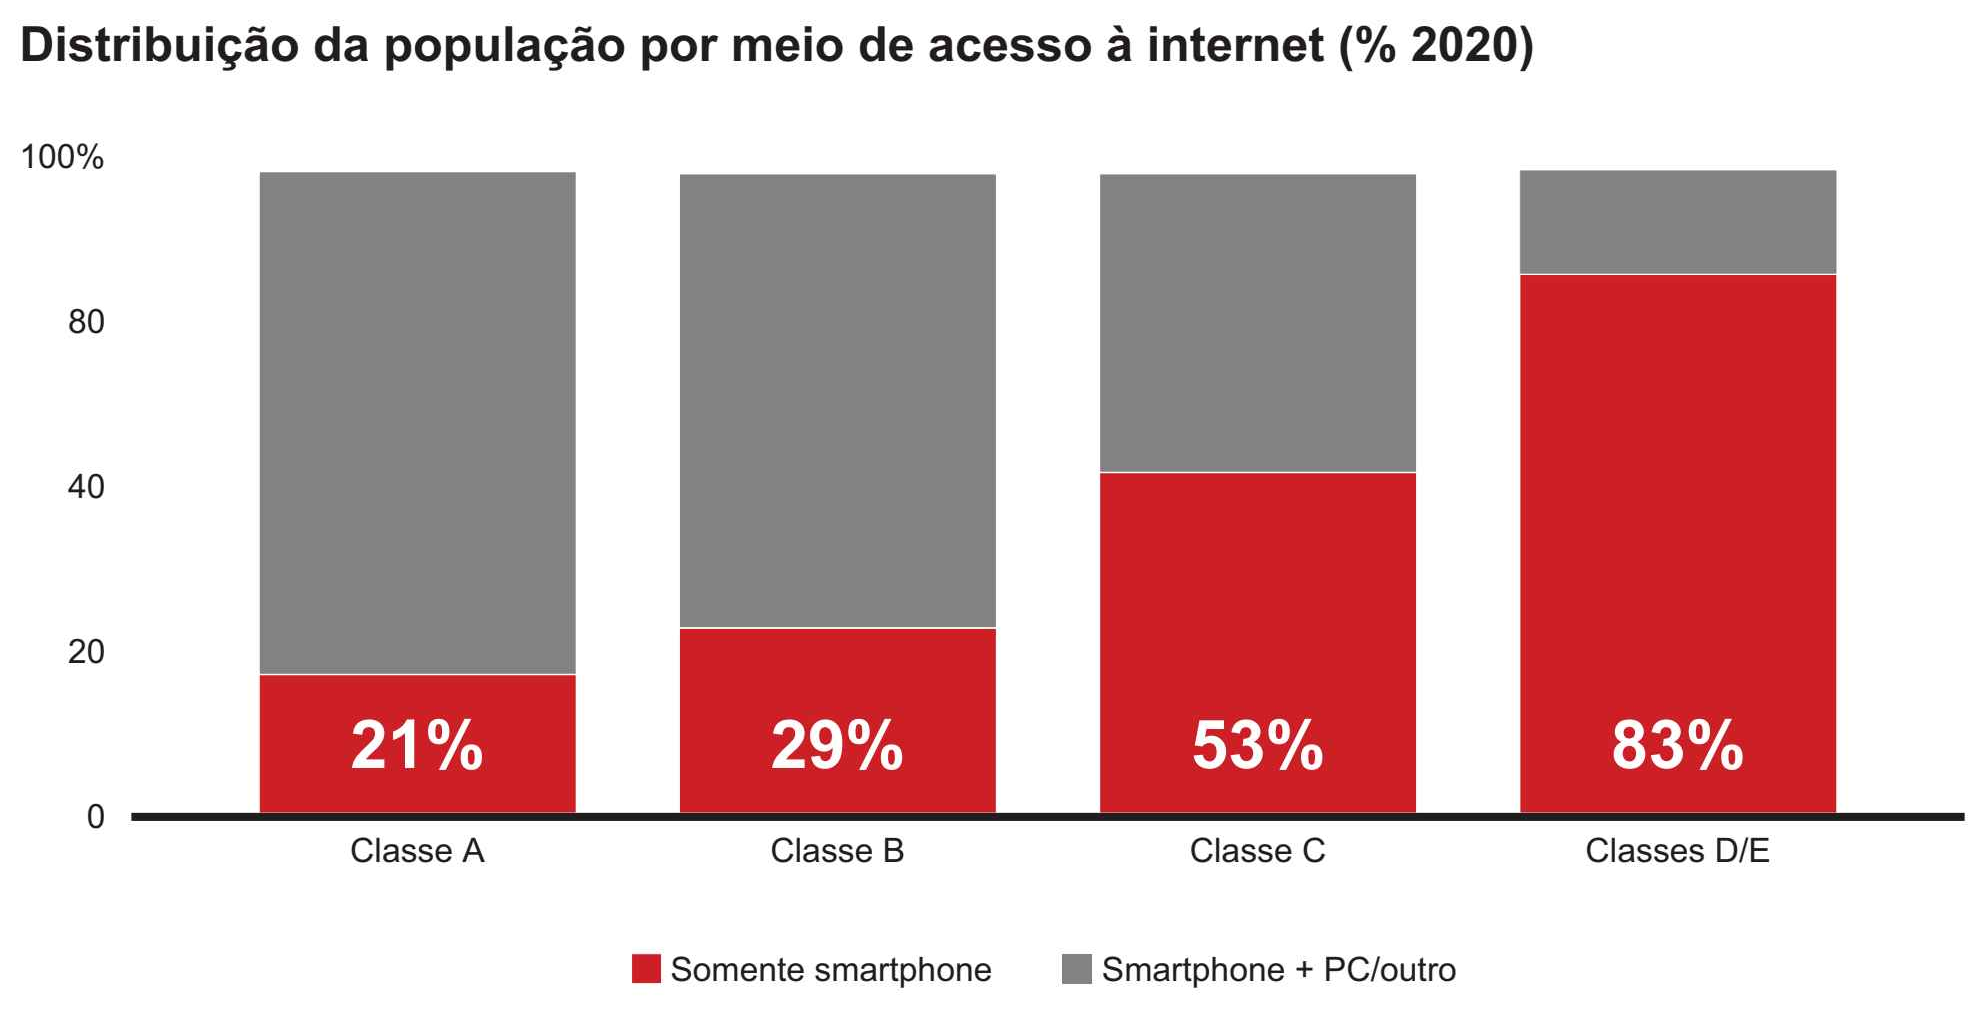 Distribuição da população por meio de acesso à internet (% 2020)
100%
80
40
20
0
21%
29%
53%
83%
Classe A
Classe B
Classe C
Classes D/E
Somente smartphone
Smartphone + PC/outro